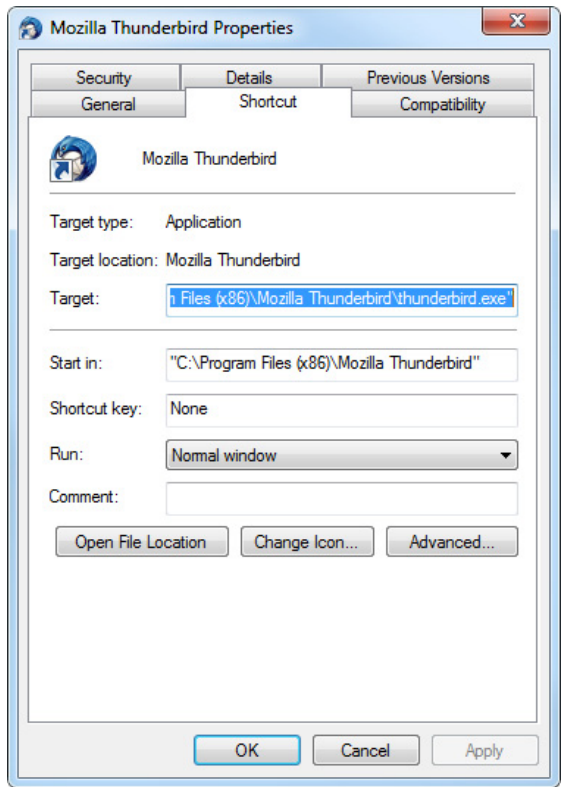 Mozilla Thunderbird Properties
Security Details Previous Versions
General Shortcut Compatibility
Mozilla Thunderbird
Target type: Application
Target location: Mozilla Thunderbird
Target: Files (x86)\Mozilla Thunderbird\thunderbird.exe"
Start in: "C:\Program Files (x86)\Mozilla Thunderbird"
Shortcut key: None
Run: Normal window
Comment:
Open File Location Change Icon... Advanced...
OK Cancel Apply